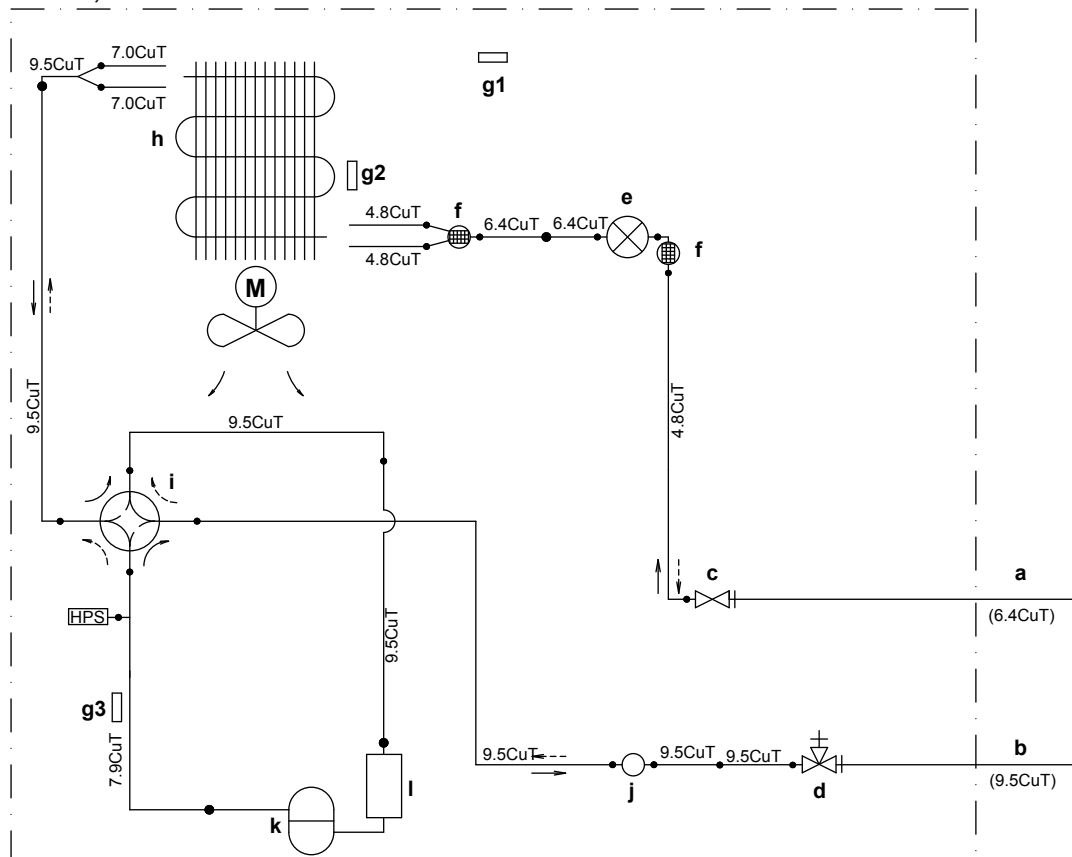 7.0CuT
9.5CuT
7.0CuT
g1
h
g2
4.8CuT
f
6.4CuT
6.4CuT
e
f
4.8CuT
M
9.5CuT
9.5CuT
4.8CuT
i
c
a
(6.4CuT)
HPS
9.5CuT
g3
7.9CuT
9.5CuT
9.5CuT
9.5CuT
b
(9.5CuT)
j
d
l
k